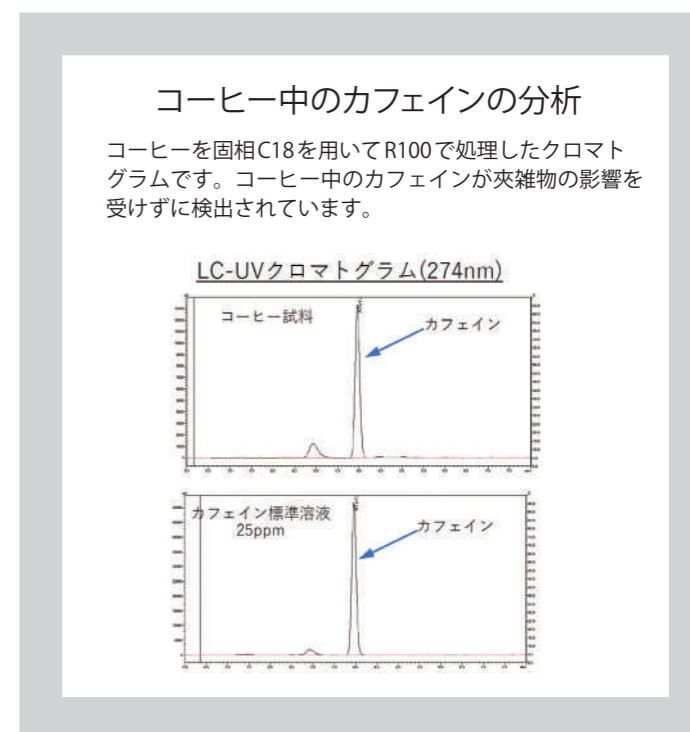 コーヒー中のカフェインの分析
コーヒーを固相C18を用いてR100で処理したクロマト
グラムです。コーヒー中のカフェインが夾雑物の影響を
受けずに検出されています。
LC-UVクロマトグラム(274nm)
コーヒー試料
カフェイン
カフェイン標準溶液
25ppm
カフェイン